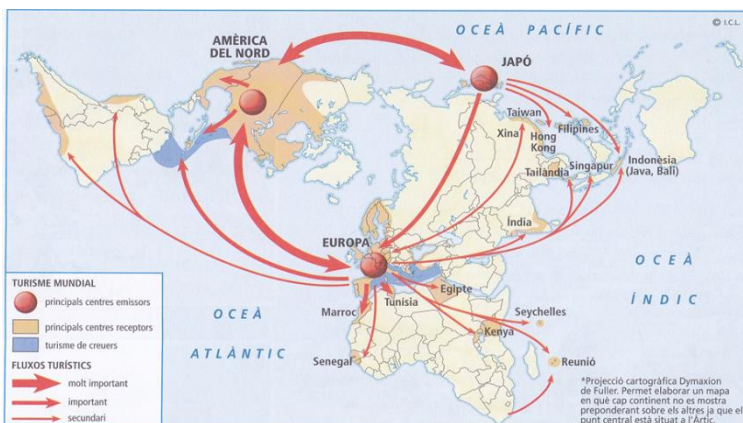 © I.C.L.
OCEÀ PACÍFIC
AMÈRICA
DEL NORD
JAPÓ
Taiwan
Xina
Hong
Kong
Filipines
Tailàndia
Singapur
Indonèsia
(Java, Bali)
Índia
EUROPA
OCEÀ
ÍNDIC
Egipte
Tunísia
Marroc
Seychelles
Kenya
Senegal
Reunió
OCEÀ
ATLÀNTIC
TURISME MUNDIAL
principals centres emissors
principals centres receptors
turisme de creuers
FLUXOS TURÍSTICS
molt important
important
secundari
*Projecció cartogràfica Dymaxion
de Fuller. Permet elaborar un mapa
en què cap continent no es mostra
preponderant sobre els altres ja que el
punt central està situat a l'Àrtic.